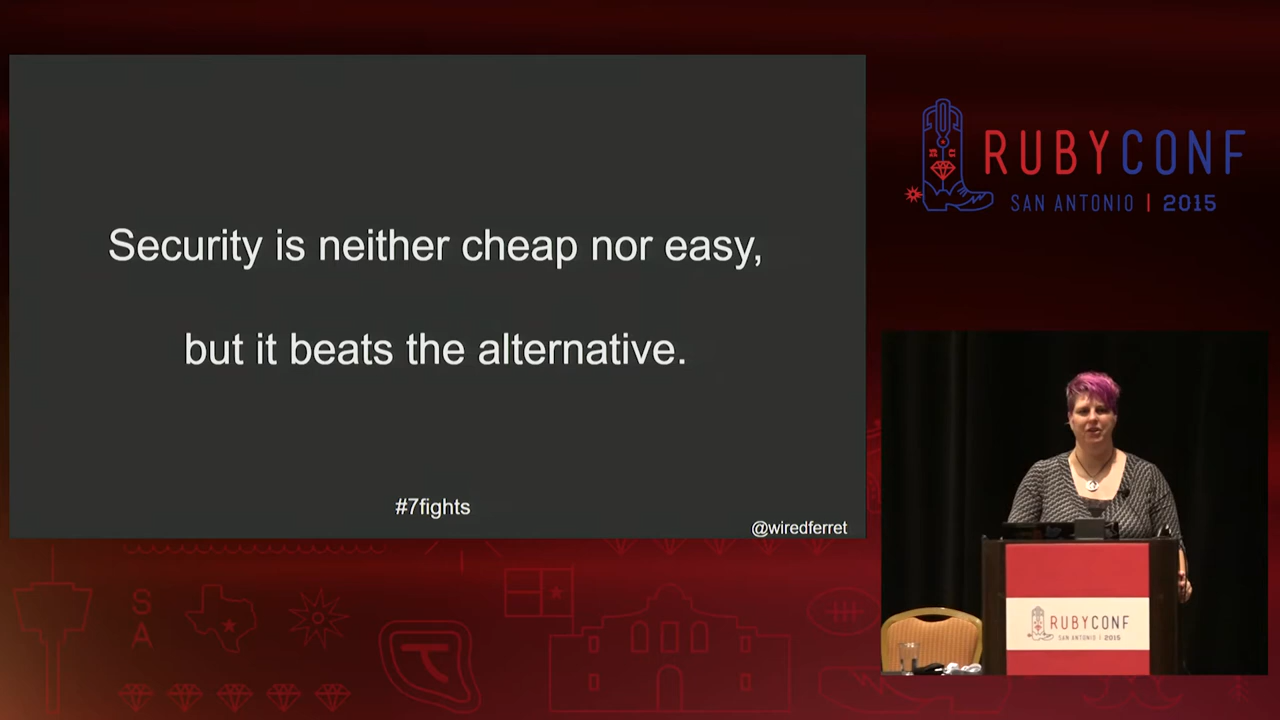 Security is neither cheap nor easy,
but it beats the alternative.
#7fights
@wiredferret
RUBYCONF
SAN ANTONIO | 2015
RUBYCONF
SAN ANTONIO | 2015
S
A